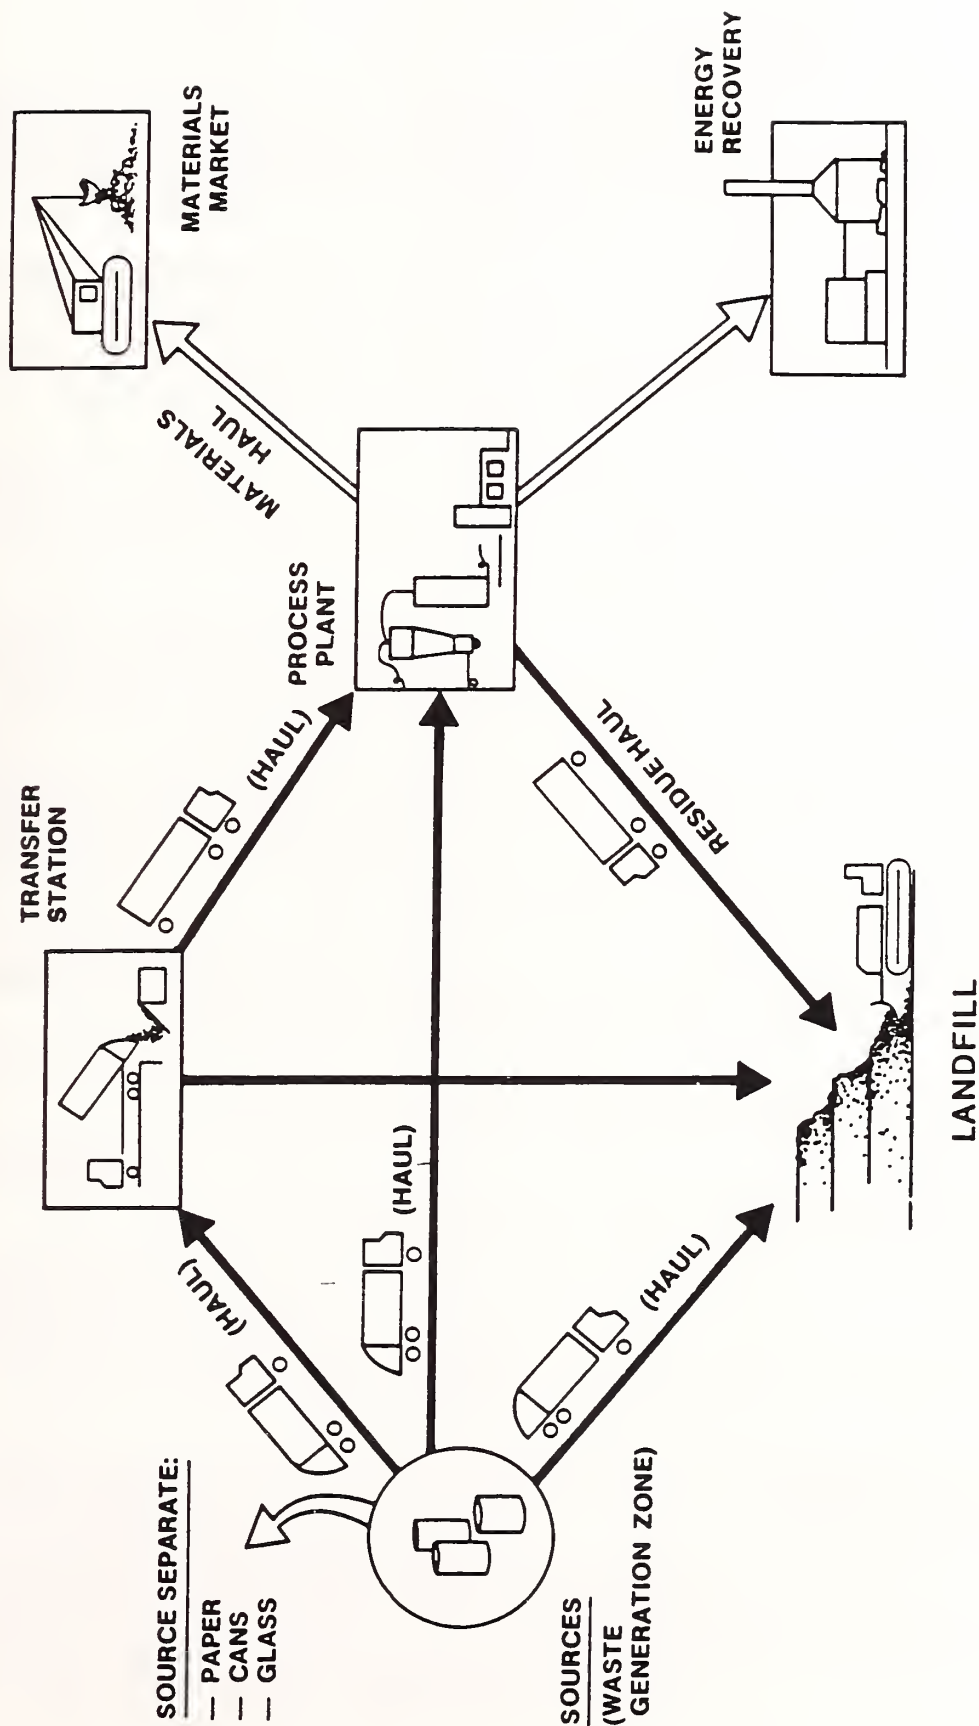 SOURCE SEPARATE:
— PAPER
— CANS
— GLASS
SOURCES
(WASTE
GENERATION ZONE)
(HAUL)
(HAUL)
(HAUL)
TRANSFER
STATION
(HAUL)
PROCESS
PLANT
MATERIALS
HAUL
MATERIALS
MARKET
ENERGY
RECOVERY
RESIDUE HAUL
LANDFILL